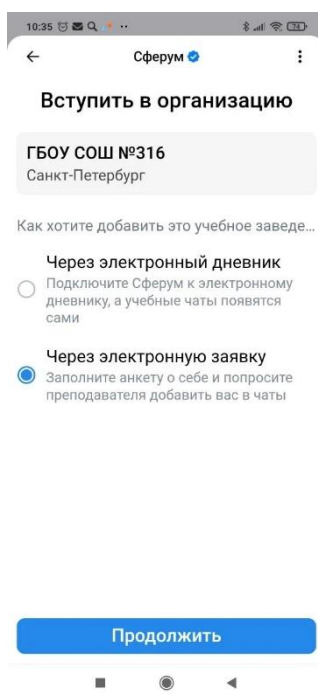 10:35
Сферум
Вступить в организацию
ГБОУ СОШ №316
Санкт-Петербург
Как хотите добавить это учебное заведе...
Через электронный дневник
Подключите Сферум к электронному
дневнику, а учебные чаты появятся
сами
Через электронную заявку
Заполните анкету о себе и попросите
преподавателя добавить вас в чаты
Продолжить